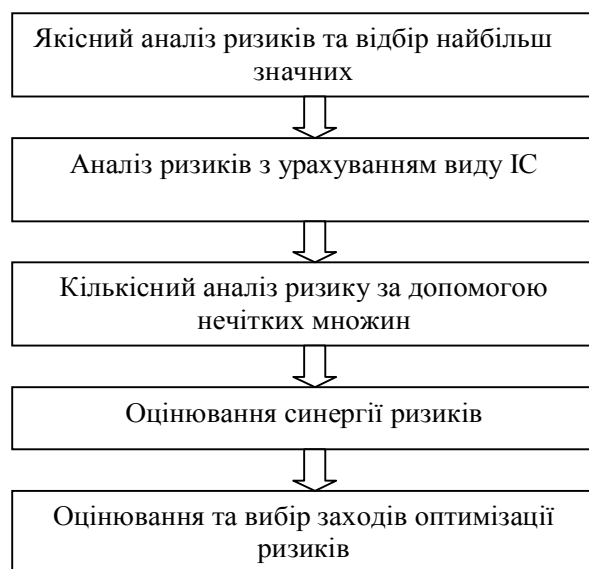 Якісний аналіз ризиків та відбір найбільш
значних
Аналіз ризиків з урахуванням виду ІС
Кількісний аналіз ризику за допомогою
нечітких множин
Оцінювання синергії ризиків
Оцінювання та вибір заходів оптимізації
ризиків